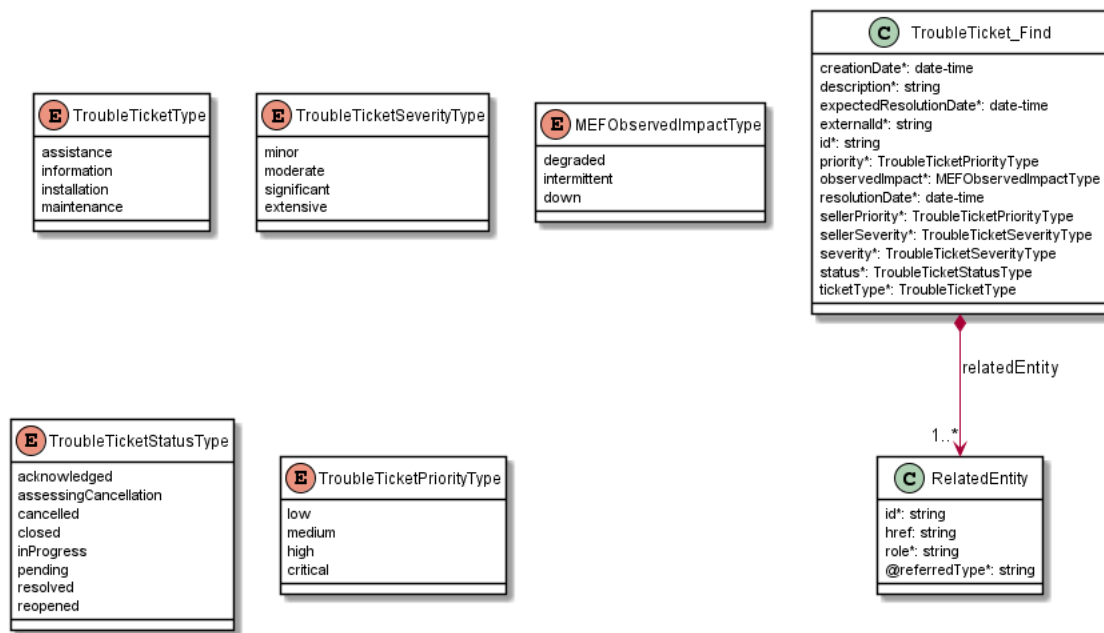 E TroubleTicketType
assistance
information
installation
maintenance
E TroubleTicketSeverityType
minor
moderate
significant
extensive
E MEFObservedImpactType
degraded
intermittent
down
C TroubleTicket_Find
creationDate*: date-time
description*: string
expectedResolutionDate*: date-time
externalId*: string
id*: string
priority*: TroubleTicketPriorityType
observedImpact*: MEFObservedImpactType
resolutionDate*: date-time
sellerPriority*: TroubleTicketPriorityType
sellerSeverity*: TroubleTicketSeverityType
severity*: TroubleTicketSeverityType
status*: TroubleTicketStatusType
ticketType*: TroubleTicketType
relatedEntity
1..*
E TroubleTicketStatusType
acknowledged
assessingCancellation
cancelled
closed
inProgress
pending
resolved
reopened
E TroubleTicketPriorityType
low
medium
high
critical
C RelatedEntity
id*: string
href: string
role*: string
@referredType*: string